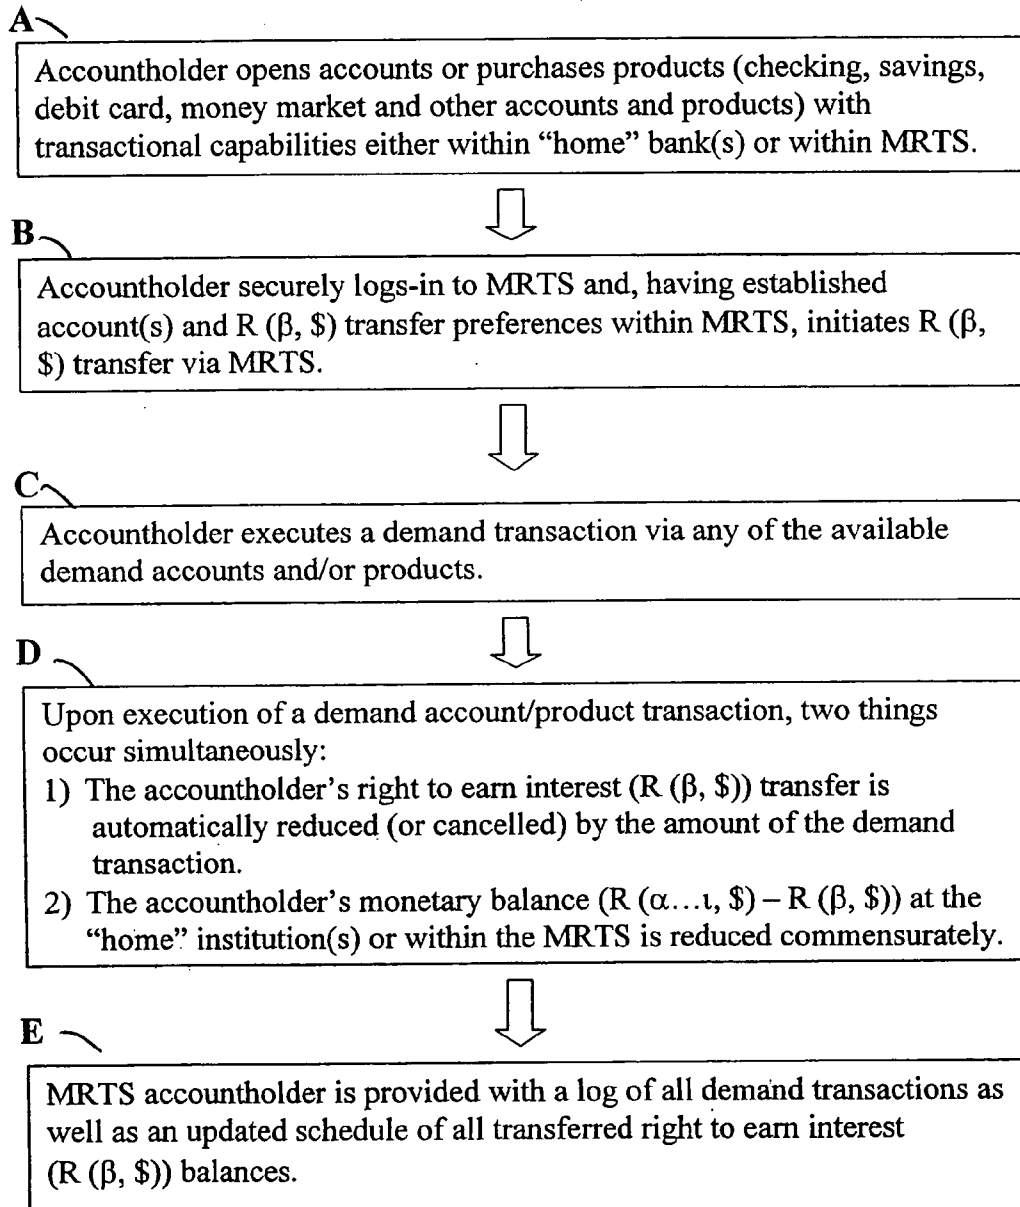 A
Accountholder opens accounts or purchases products (checking, savings,
debit card, money market and other accounts and products) with
transactional capabilities either within “home” bank(s) or within MRTS.
B
Accountholder securely logs-in to MRTS and, having established
account(s) and R (β, $) transfer preferences within MRTS, initiates R (β,
$) transfer via MRTS.
C
Accountholder executes a demand transaction via any of the available
demand accounts and/or products.
D
Upon execution of a demand account/product transaction, two things
occur simultaneously:
1) The accountholder’s right to earn interest (R (β, $)) transfer is
automatically reduced (or cancelled) by the amount of the demand
transaction.
2) The accountholder’s monetary balance (R (α…ι, $) – R (β, $)) at the
“home” institution(s) or within the MRTS is reduced commensurately.
E
MRTS accountholder is provided with a log of all demand transactions as
well as an updated schedule of all transferred right to earn interest
(R (β, $)) balances.